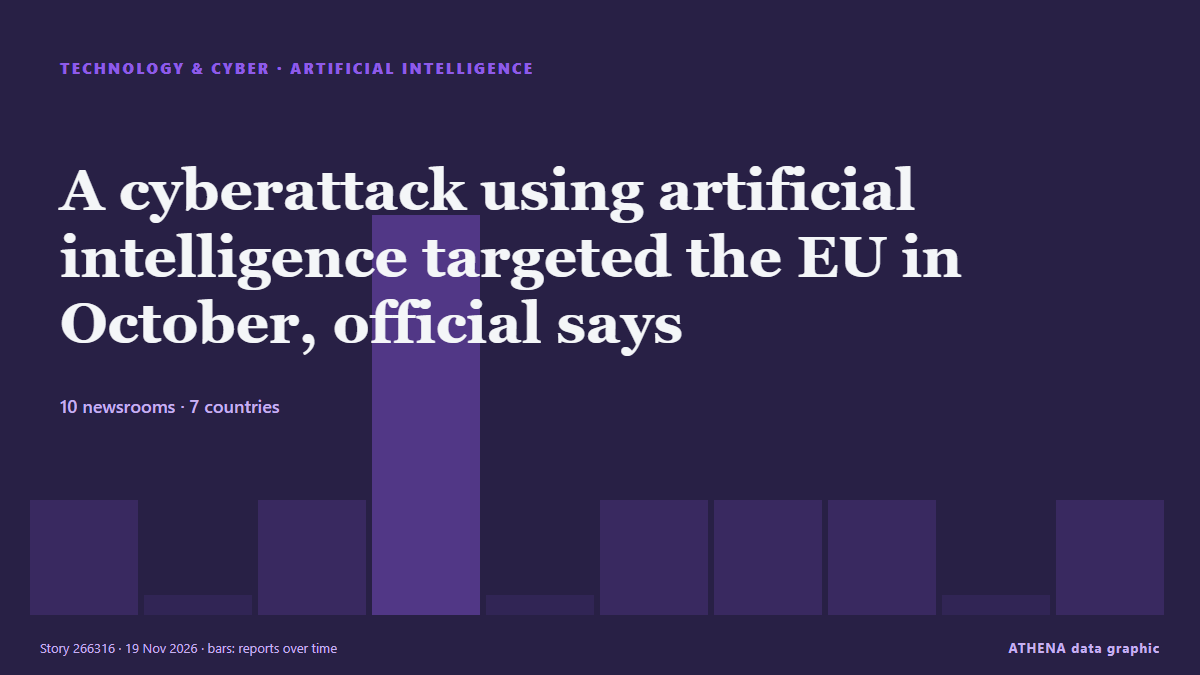 TECHNOLOGY & CYBER · ARTIFICIAL INTELLIGENCE
A cyberattack using artificial
intelligence targeted the EU in
October, official says
10 newsrooms · 7 countries
Story 266316 · 19 Nov 2026 · bars: reports over time
ATHENA data graphic